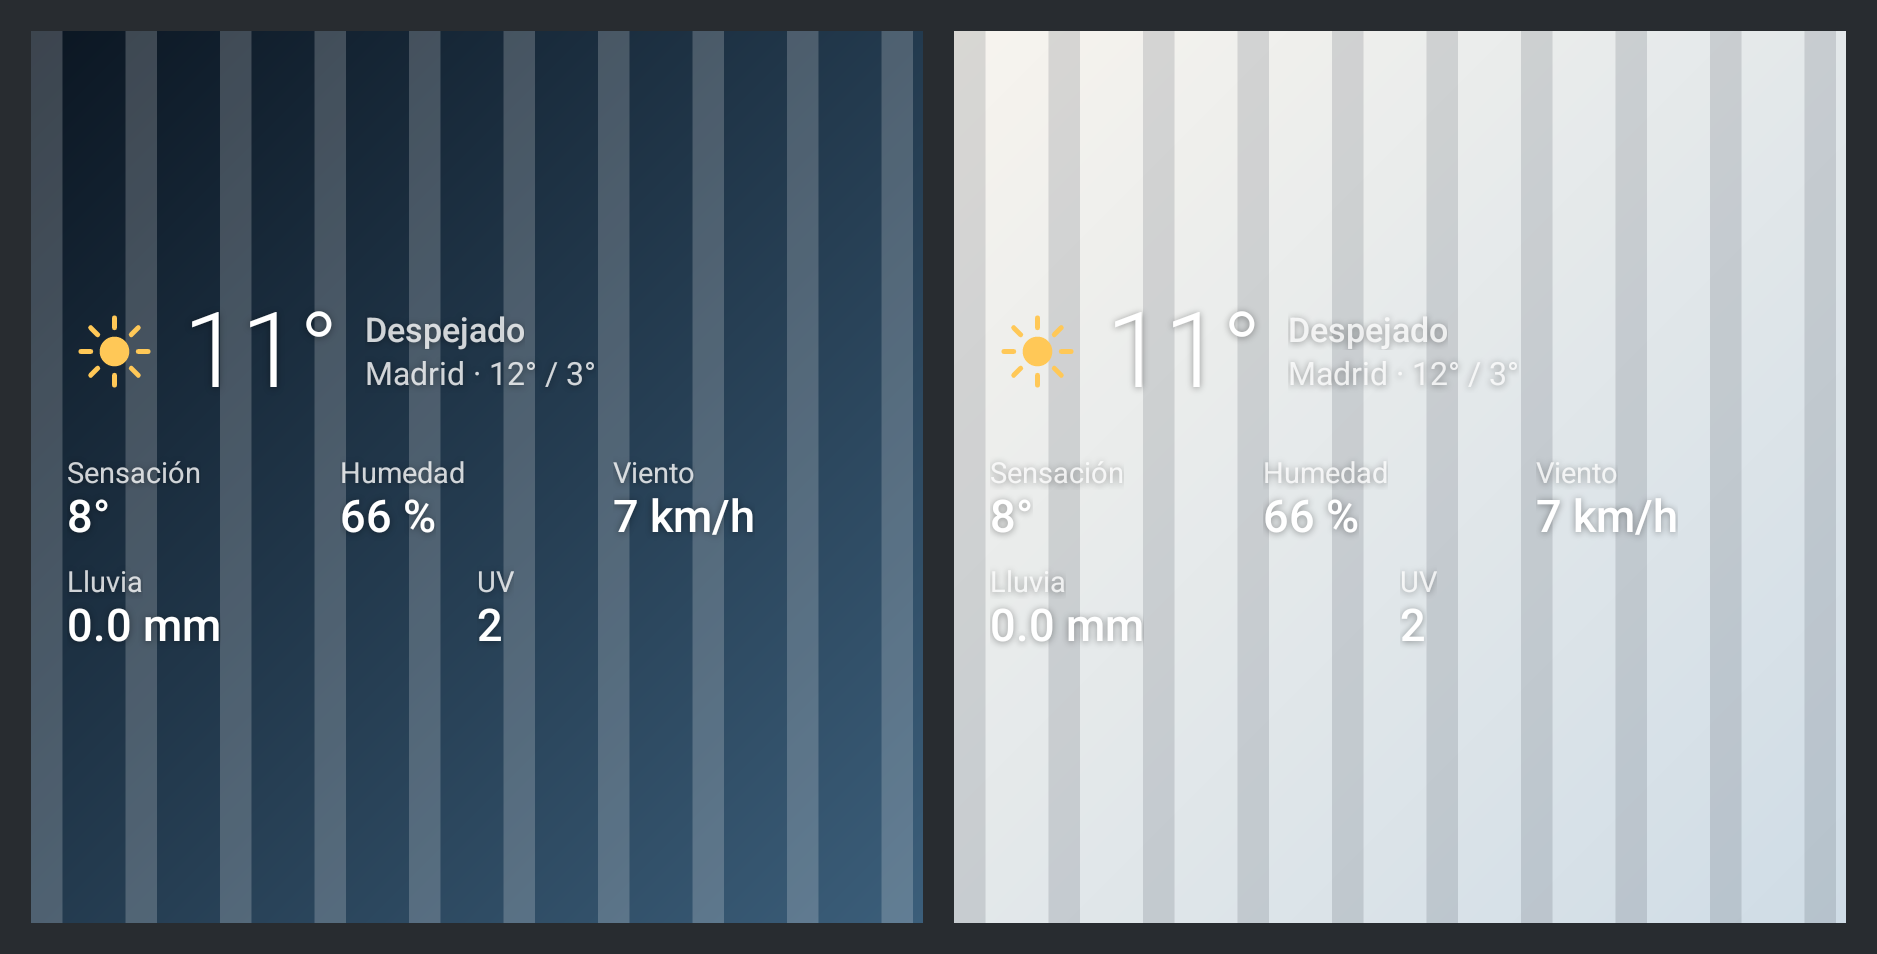 11°
Despejado
Madrid · 12° / 3°
Sensación Humedad Viento
8° 66 % 7 km/h
Lluvia UV
0.0 mm 2
11°
Despejado
Madrid · 12° / 3°
Sensación Humedad Viento
8° 66 % 7 km/h
Lluvia UV
0.0 mm 2